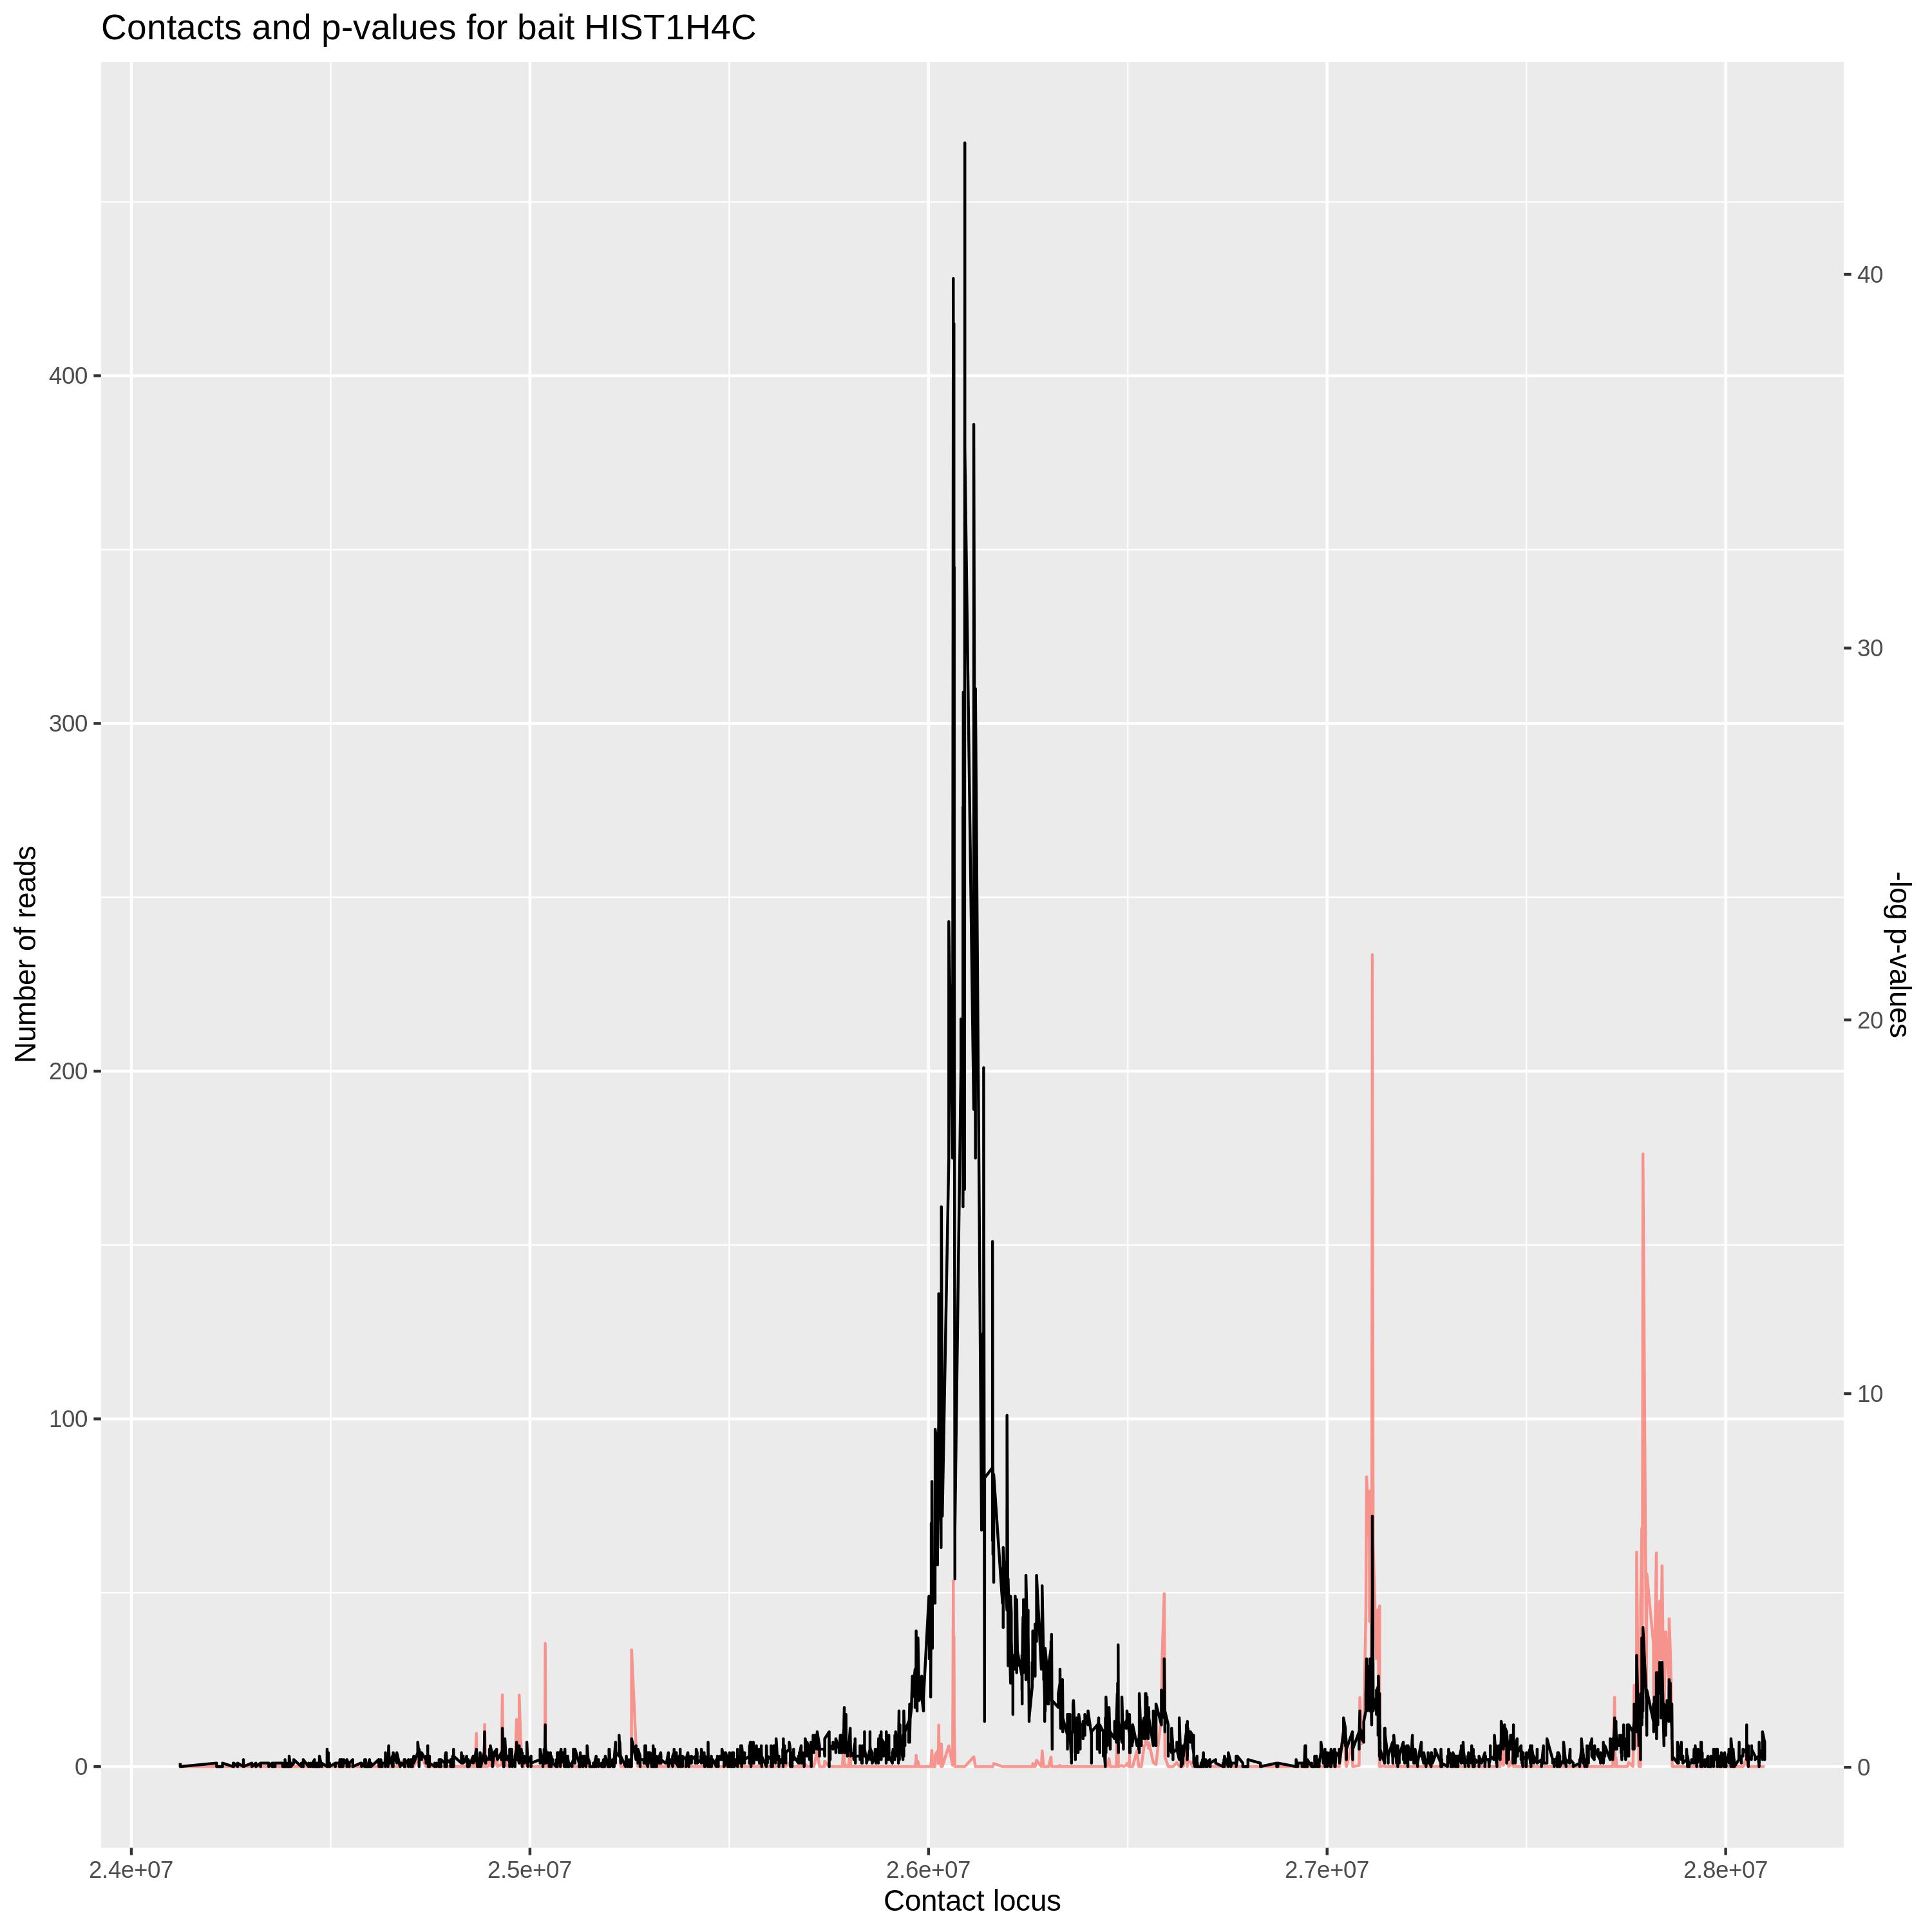 Contacts and p-values for bait HIST1H4C
Number of reads
400
300
200
100
0
40
30
20
10
0
-log p-values
2.4e+07 2.5e+07 2.6e+07 2.7e+07 2.8e+07
Contact locus